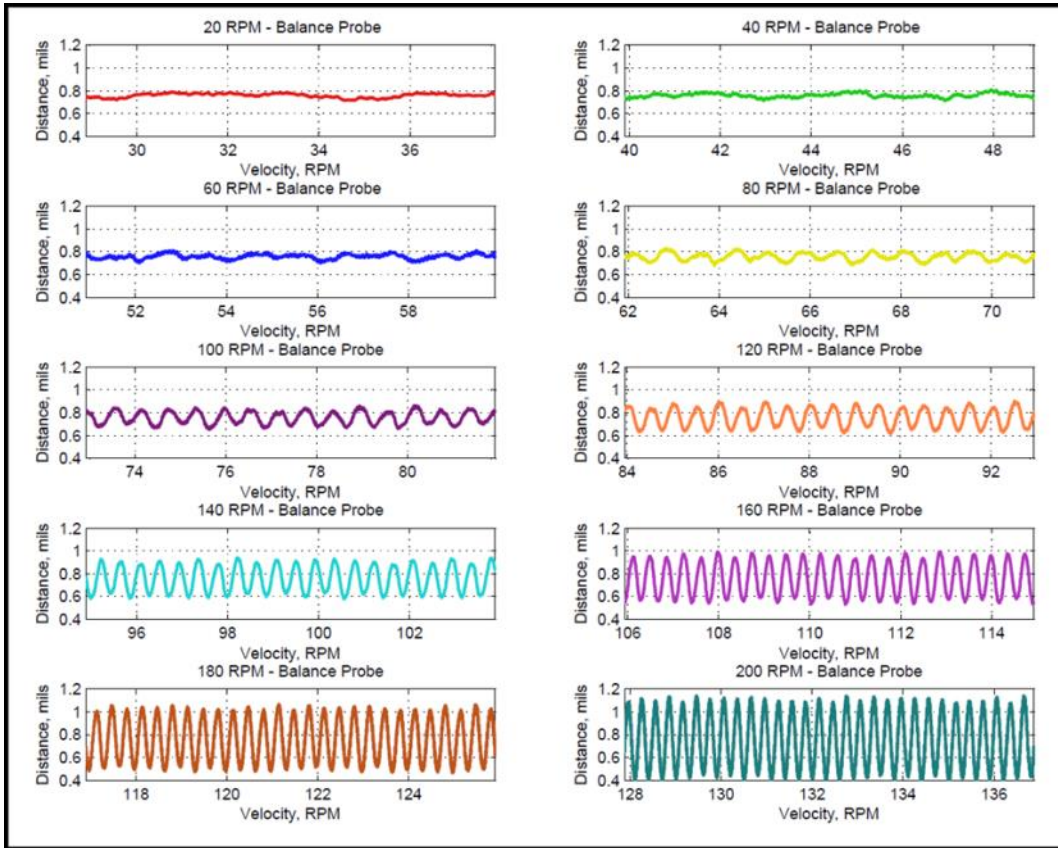 20 RPM - Balance Probe
Distance, mils
1.2
1
0.8
0.6
0.4
30 32 34 36
Velocity, RPM
40 RPM - Balance Probe
Distance, mils
1.2
1
0.8
0.6
0.4
40 42 44 46 48
Velocity, RPM
60 RPM - Balance Probe
Distance, mils
1.2
1
0.8
0.6
0.4
52 54 56 58
Velocity, RPM
80 RPM - Balance Probe
Distance, mils
1.2
1
0.8
0.6
0.4
62 64 66 68 70
Velocity, RPM
100 RPM - Balance Probe
Distance, mils
1.2
1
0.8
0.6
0.4
74 76 78 80
Velocity, RPM
120 RPM - Balance Probe
Distance, mils
1.2
1
0.8
0.6
0.4
84 86 88 90 92
Velocity, RPM
140 RPM - Balance Probe
Distance, mils
1.2
1
0.8
0.6
0.4
96 98 100 102
Velocity, RPM
160 RPM - Balance Probe
Distance, mils
1.2
1
0.8
0.6
0.4
106 108 110 112 114
Velocity, RPM
180 RPM - Balance Probe
Distance, mils
1.2
1
0.8
0.6
0.4
118 120 122 124
Velocity, RPM
200 RPM - Balance Probe
Distance, mils
1.2
1
0.8
0.6
0.4
128 130 132 134 136
Velocity, RPM